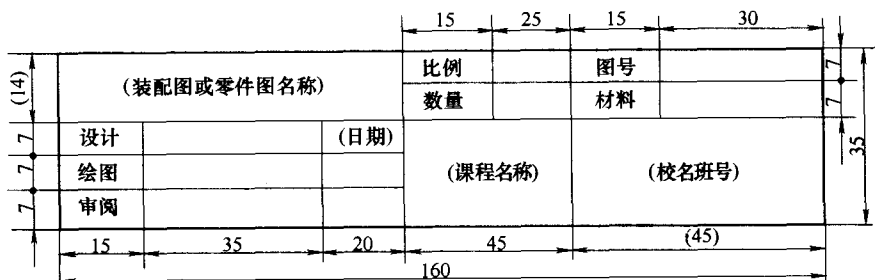 15 25 15 30
比例 图号 7
(14) (装配图或零件图名称)
数量 材料 7
7 设计 (日期)
35
7 绘图 (课程名称) (校名班号)
7 审阅
15 35 20 45 (45)
160